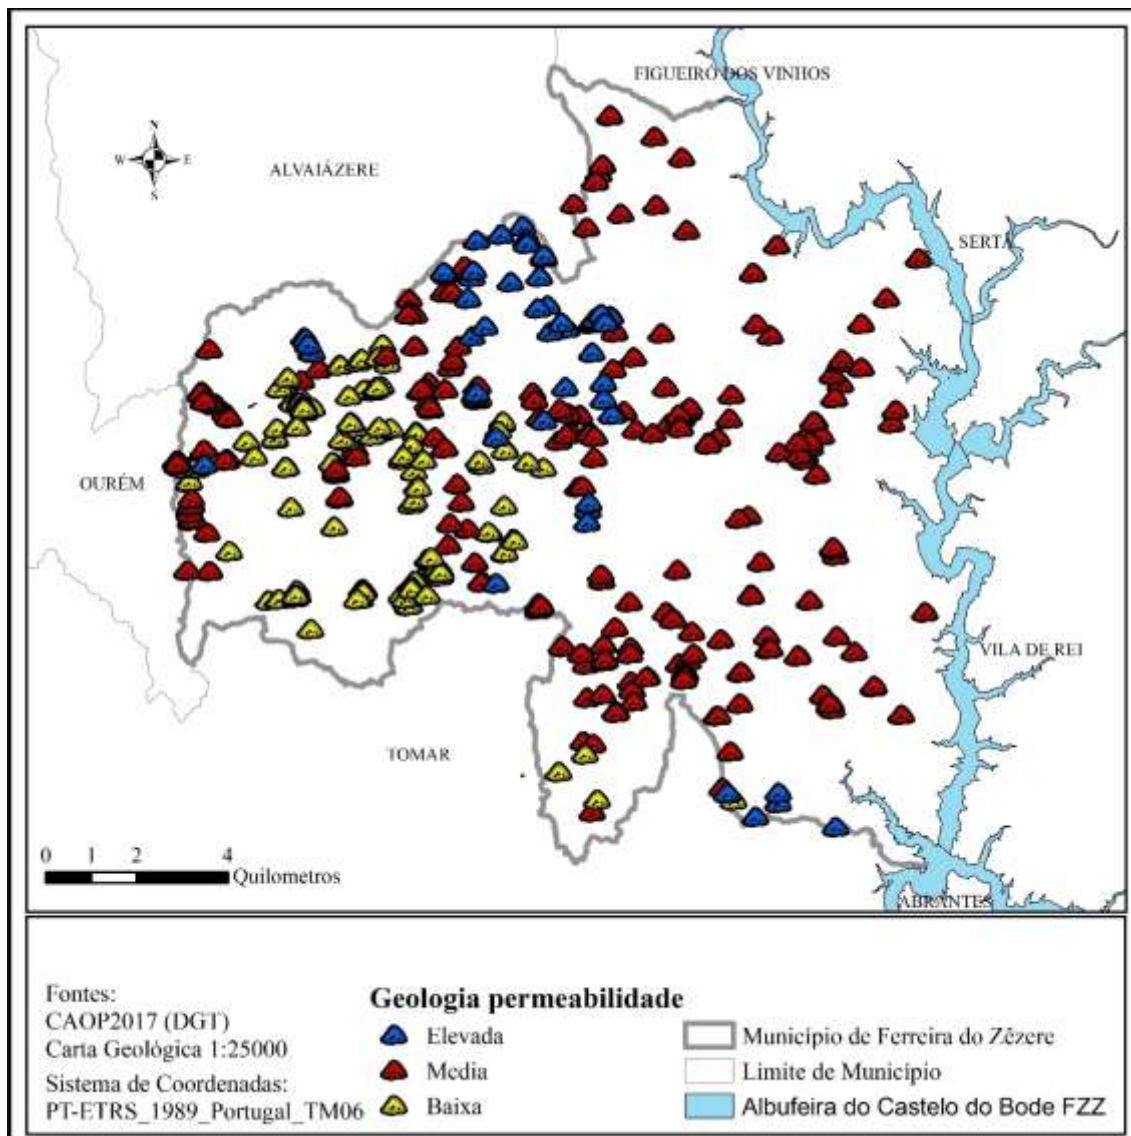 FIGUEIRÓ DOS VINHOS
N
W E
S
ALVAIÁZERE
SERTÃ
OURÉM
VILA DE REI
TOMAR
0 1 2 4
Quilometros
ABRANTES
Fontes:
CAOP2017 (DGT)
Carta Geológica 1:25000
Sistema de Coordenadas:
PT-ETRS_1989_Portugal_TM06
Geologia permeabilidade
Elevada
Media
Baixa
Município de Ferreira do Zêzere
Limite de Município
Albufeira do Castelo do Bode FZZ